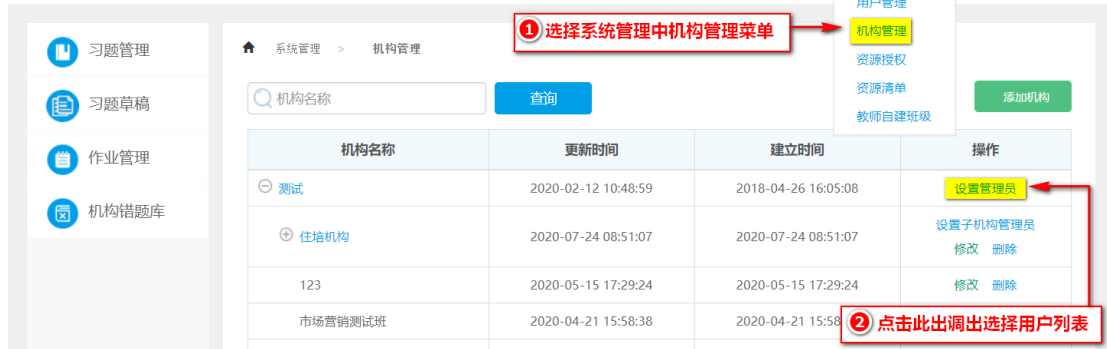 用户管理
机构管理
资源授权
资源清单
教师自建班级
1 选择系统管理中机构管理菜单
习题管理
习题草稿
作业管理
机构错题库
系统管理 > 机构管理
机构名称
查询
添加机构
机构名称 更新时间 建立时间 操作
测试 2020-02-12 10:48:59 2018-04-26 16:05:08 设置管理员
住培机构 2020-07-24 08:51:07 2020-07-24 08:51:07 设置子机构管理员
修改 删除
123 2020-05-15 17:29:24 2020-05-15 17:29:24 修改 删除
市场营销测试班 2020-04-21 15:58:38 2020-04-21 15:58
2 点击此出调出选择用户列表